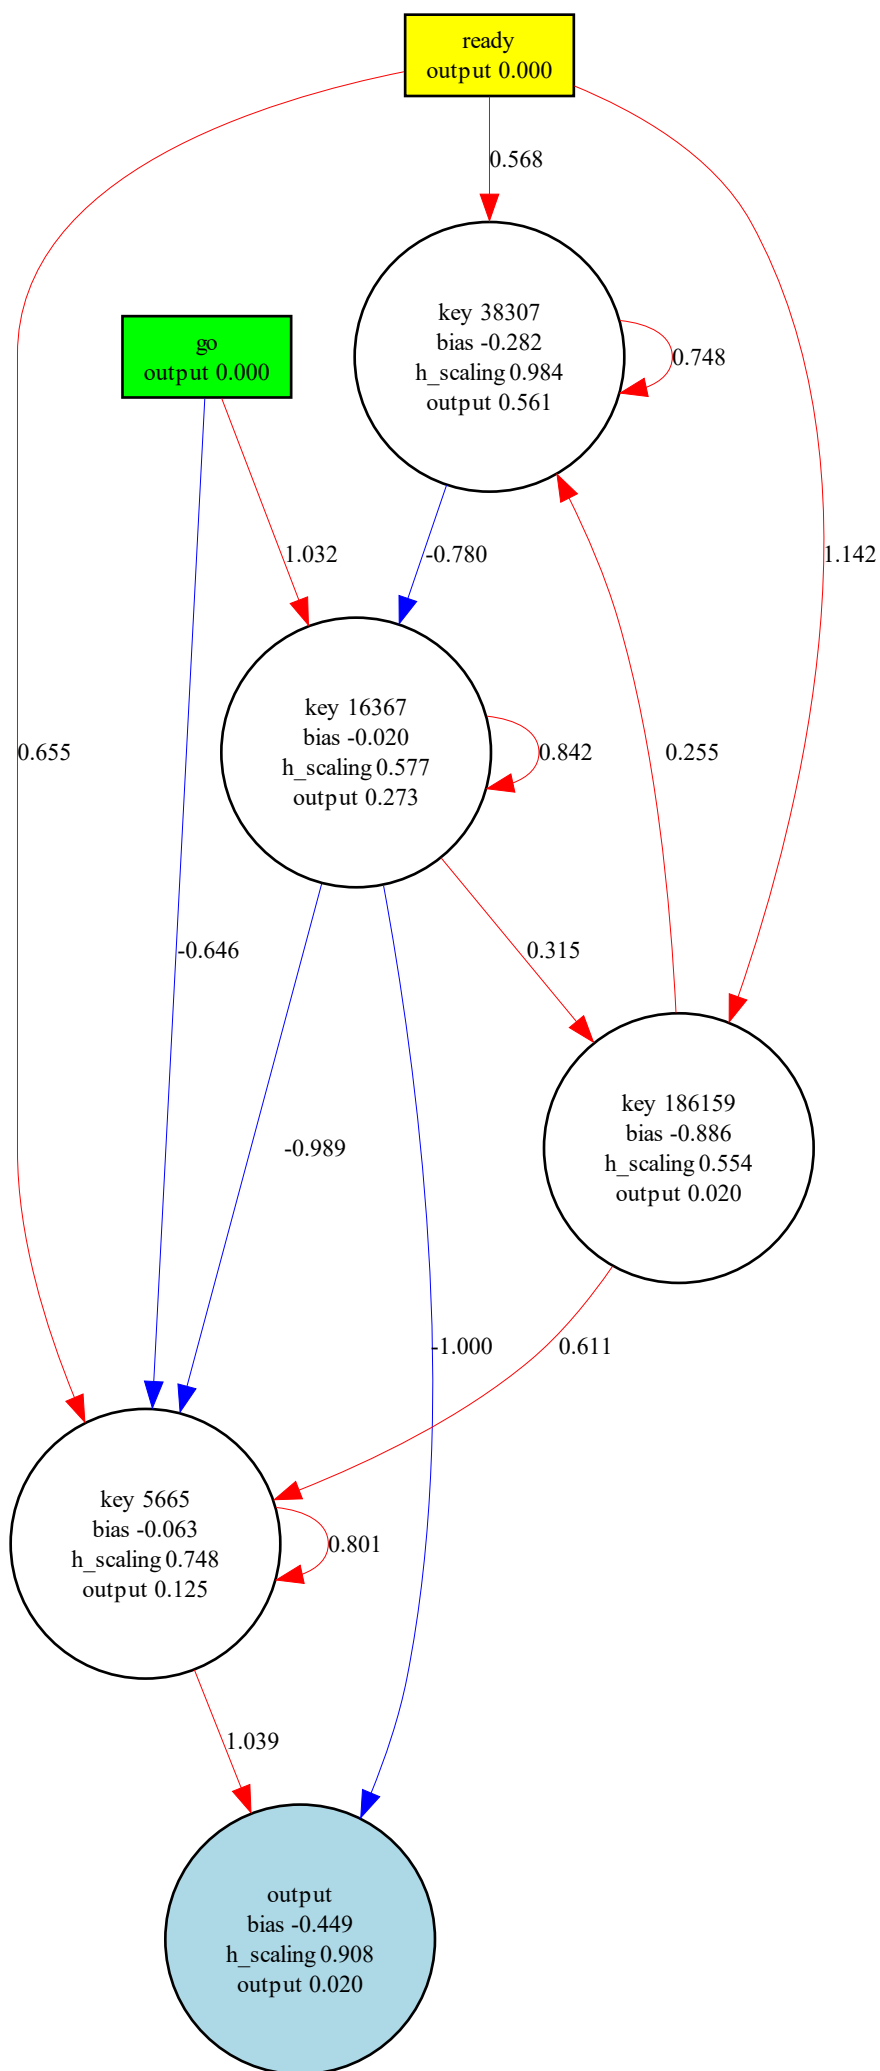 ready
output 0.000
0.568
key 38307
bias -0.282
h_scaling 0.984
output 0.561
0.748
go
output 0.000
1.032
-0.780
1.142
key 16367
bias -0.020
h_scaling 0.577
output 0.273
0.842
0.655
0.255
-0.646
0.315
key 186159
bias -0.886
h_scaling 0.554
output 0.020
-0.989
-1.000
0.611
key 5665
bias -0.063
h_scaling 0.748
output 0.125
0.801
1.039
output
bias -0.449
h_scaling 0.908
output 0.020